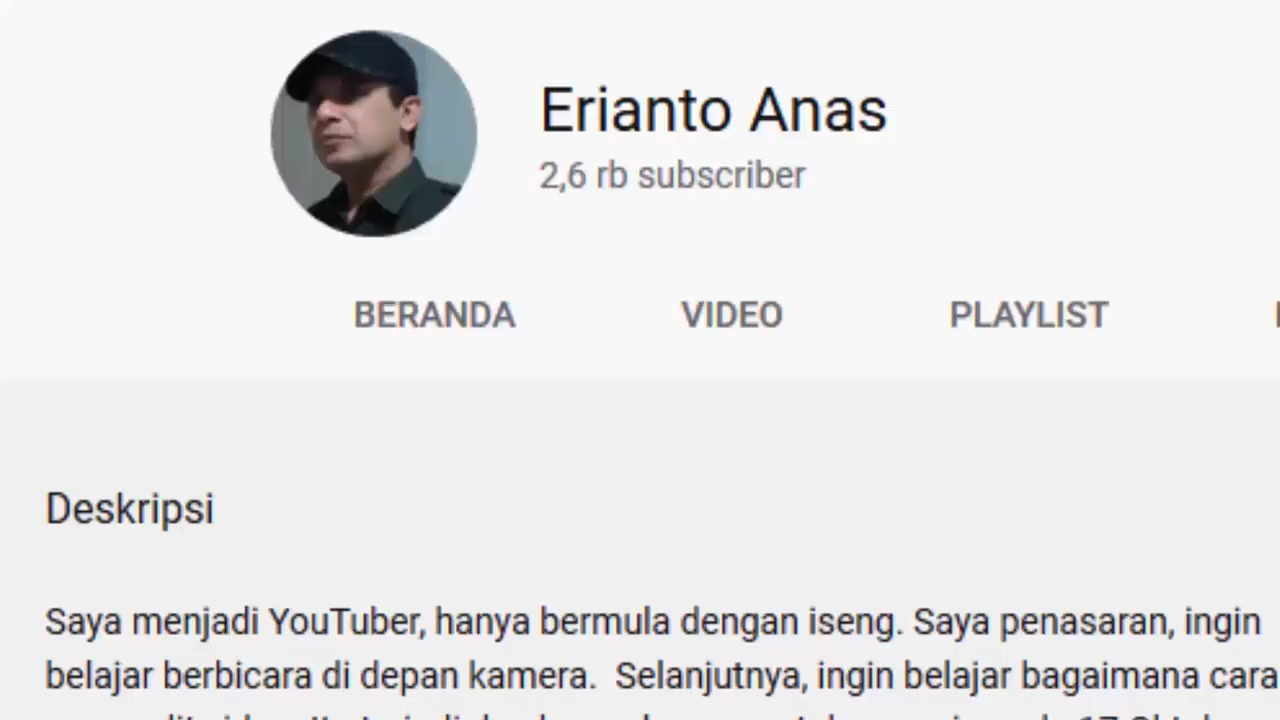 Erianto Anas
2,6 rb subscriber
BERANDA VIDEO PLAYLIST
Deskripsi
Saya menjadi YouTuber, hanya bermula dengan iseng. Saya penasaran, ingin
belajar berbicara di depan kamera. Selanjutnya, ingin belajar bagaimana cara